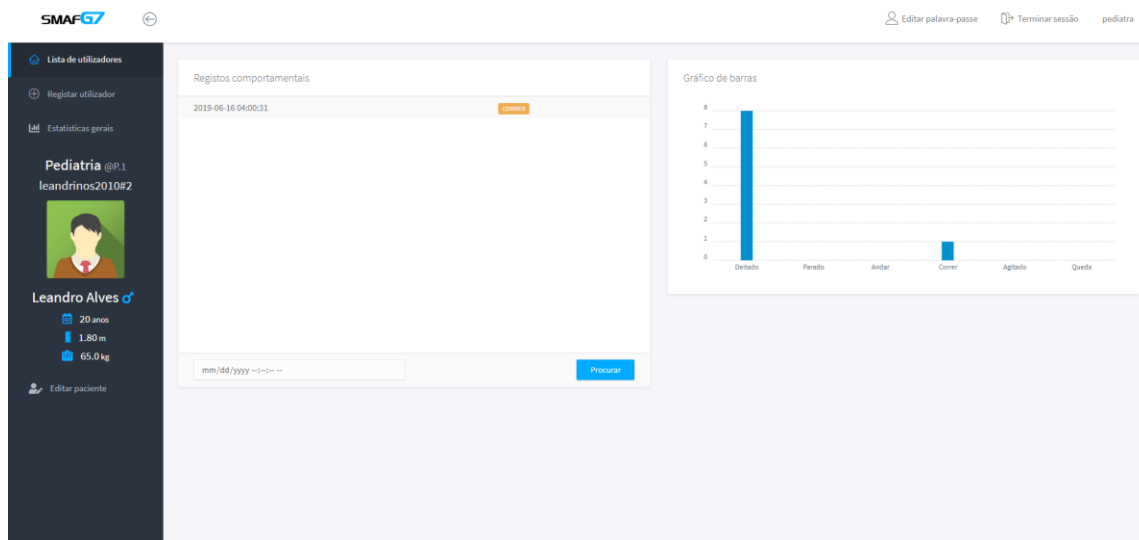 SMAFG7
Editar palavra-passe
Terminar sessão
pediatra
Lista de utilizadores
Registar utilizador
Estatísticas gerais
Pediatria @P.1
leandrinos2010#2
Leandro Alves
20 anos
1.80 m
65.0 kg
Editar paciente
Registos comportamentais
2019-06-16 04:00:31 CORRER
mm/dd/yyyy --:--:-- --
Procurar
Gráfico de barras
8
7
6
5
4
3
2
1
0
Deitado Parado Andar Correr Agitado Queda